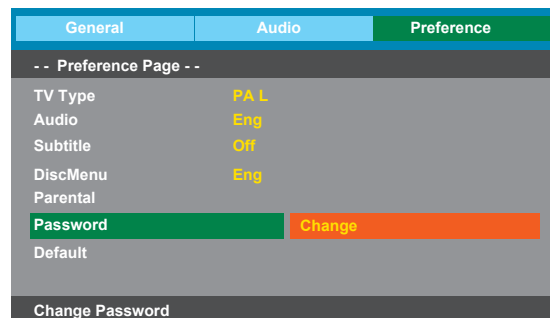 General Audio Preference
- - Preference Page - -
TV Type PA L
Audio Eng
Subtitle Off
DiscMenu Eng
Parental
Password Change
Default
Change Password